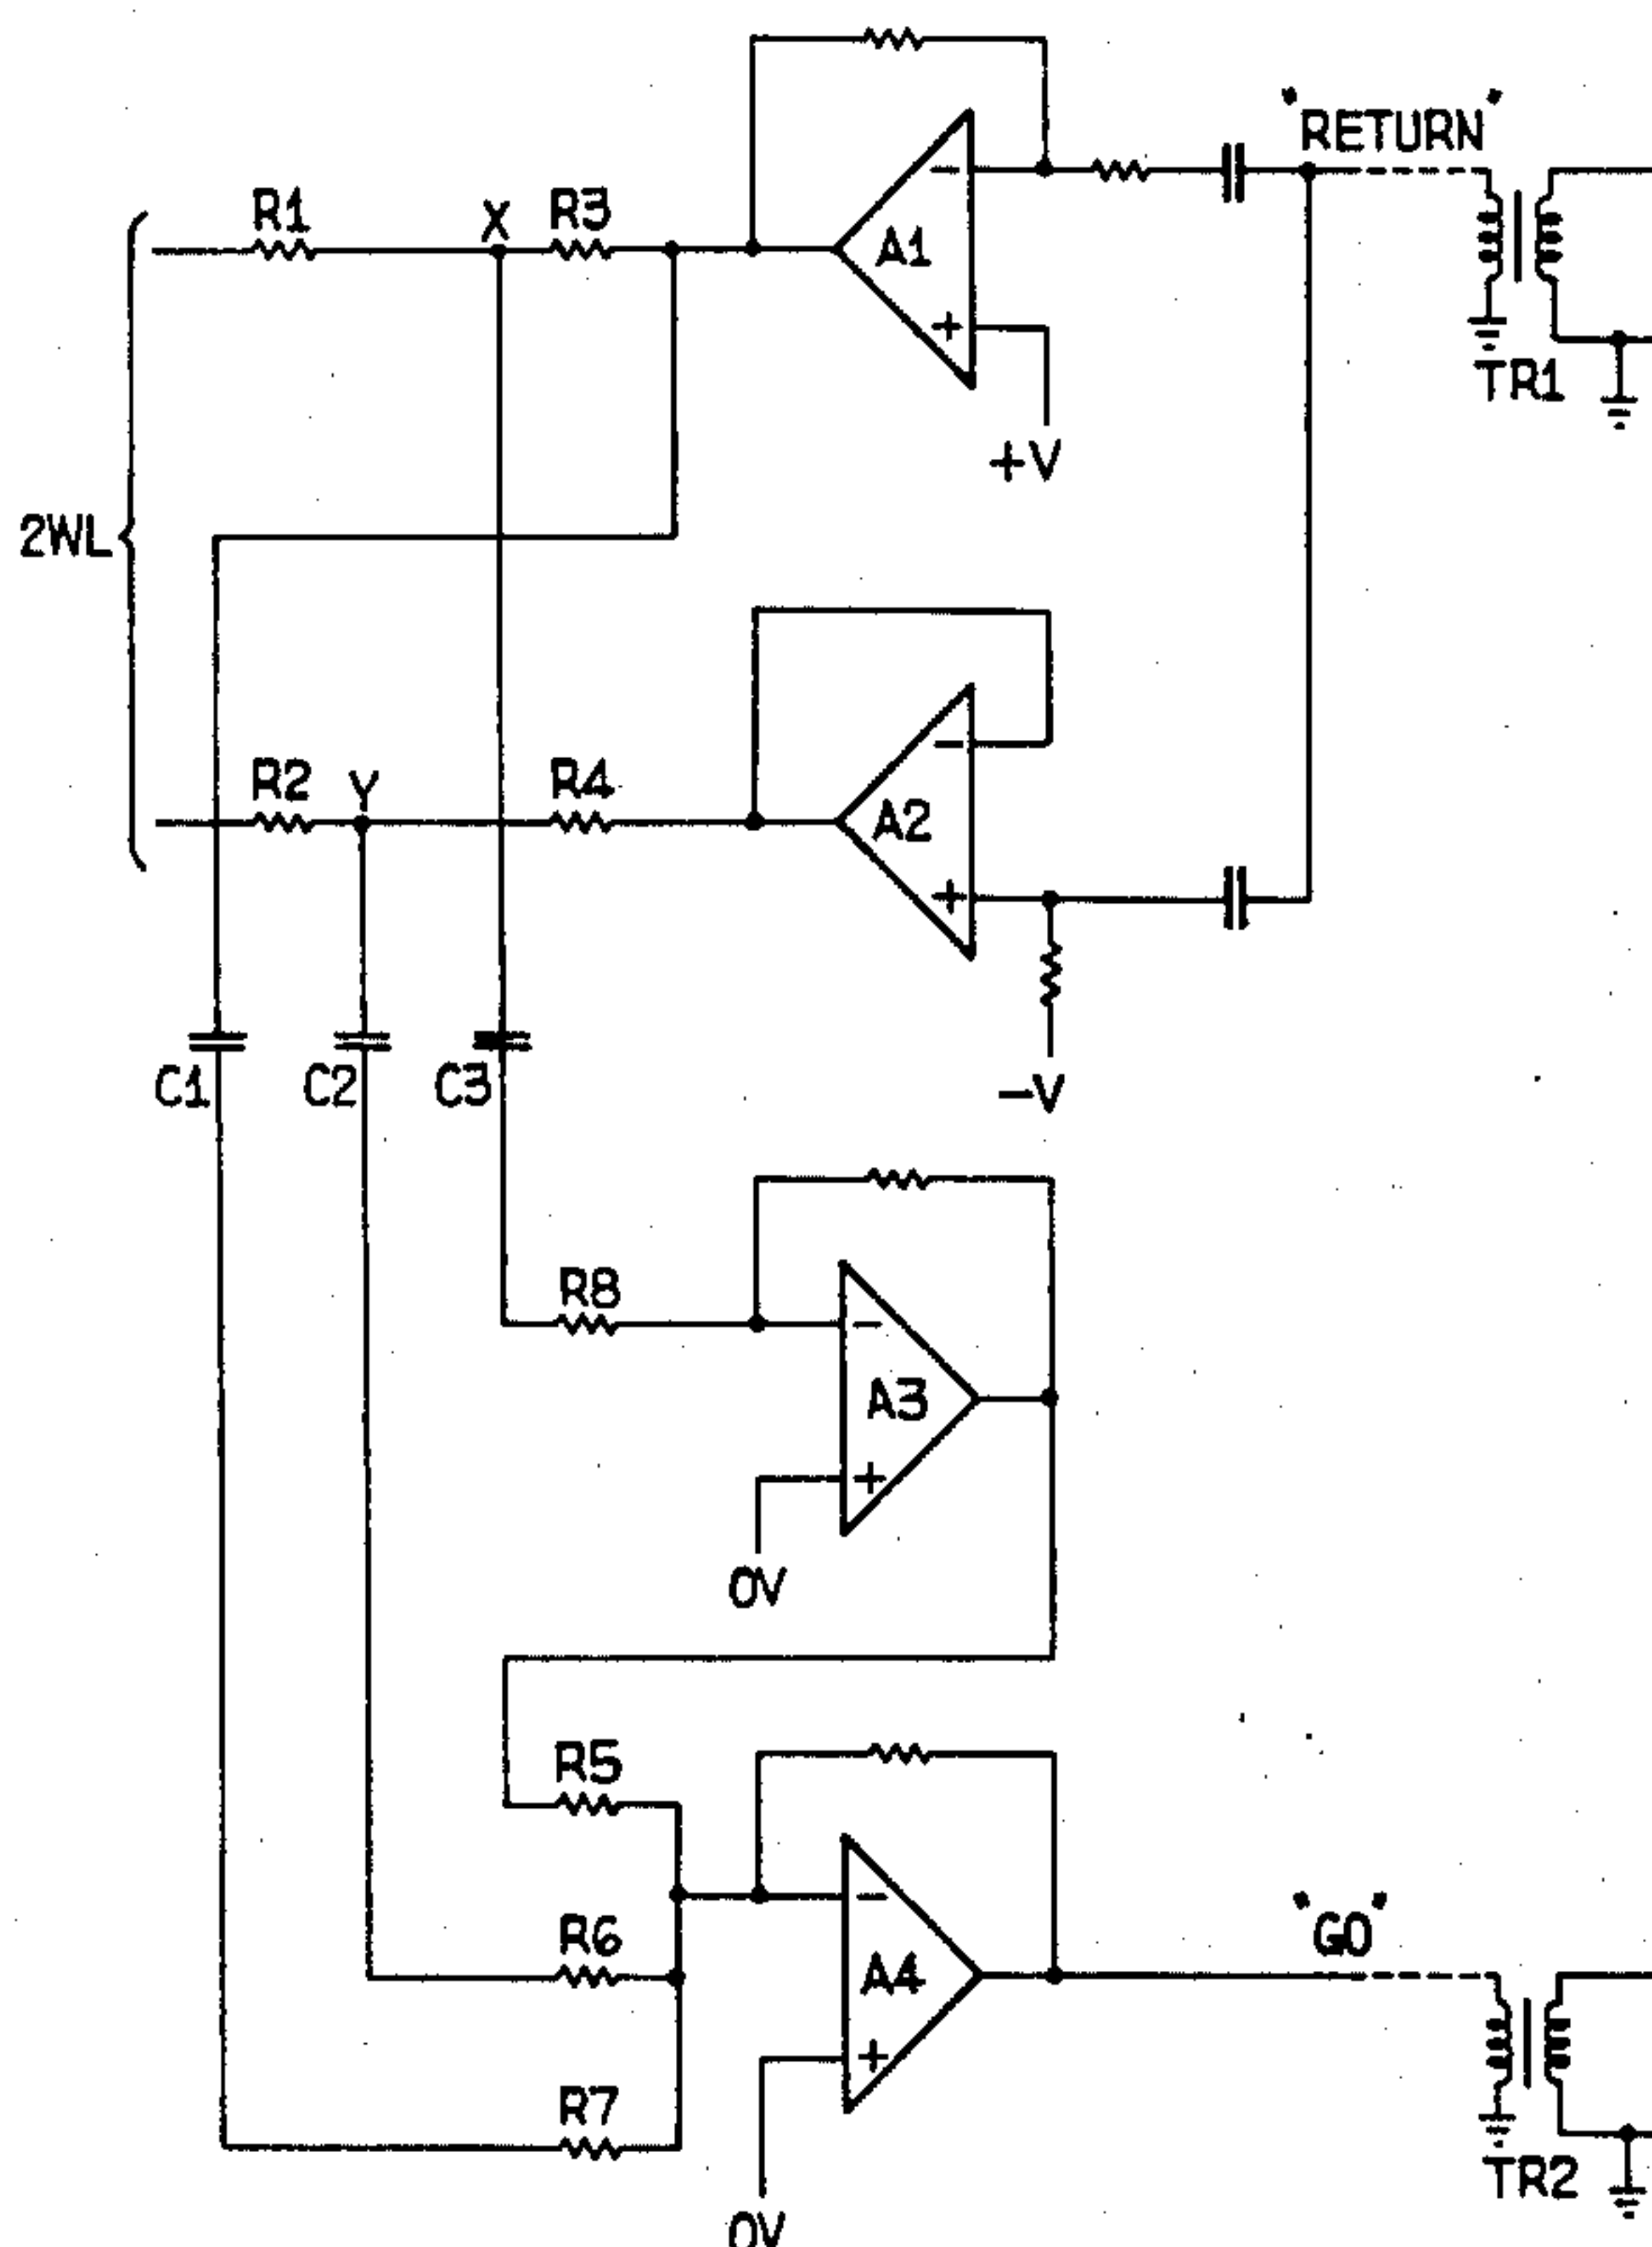 "RETURN"
R1 X R3
A1
-
+
TR1
+V
2WL
R2 Y R4
A2
-
+
C1 C2 C3
-V
R8
-
A3
+
0V
R5
-
"GO"
R6
A4
+
R7
TR2
0V